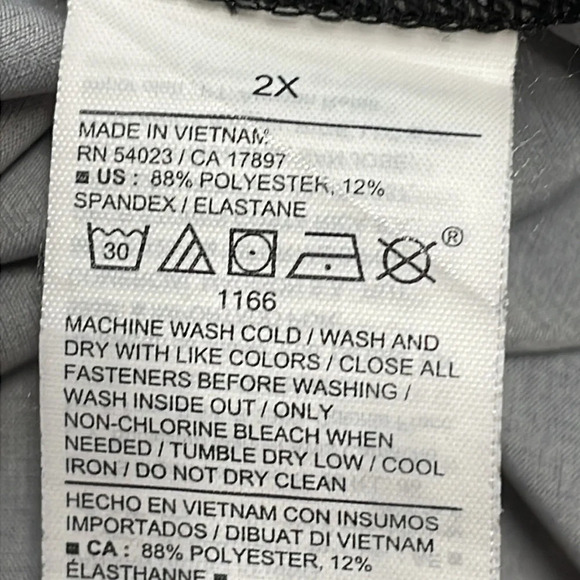 2X
MADE IN VIETNAM
RN 54023 / CA 17897
US : 88% POLYESTER, 12%
SPANDEX / ELASTANE
30 ®
1166
MACHINE WASH COLD / WASH AND
DRY WITH LIKE COLORS / CLOSE ALL
FASTENERS BEFORE WASHING /
WASH INSIDE OUT / ONLY
NON-CHLORINE BLEACH WHEN
NEEDED / TUMBLE DRY LOW / COOL
IRON / DO NOT DRY CLEAN
HECHO EN VIETNAM CON INSUMOS
IMPORTADOS / DIBUAT DI VIETNAM
CA : 88% POLYESTER, 12%
ÉLASTHANNE